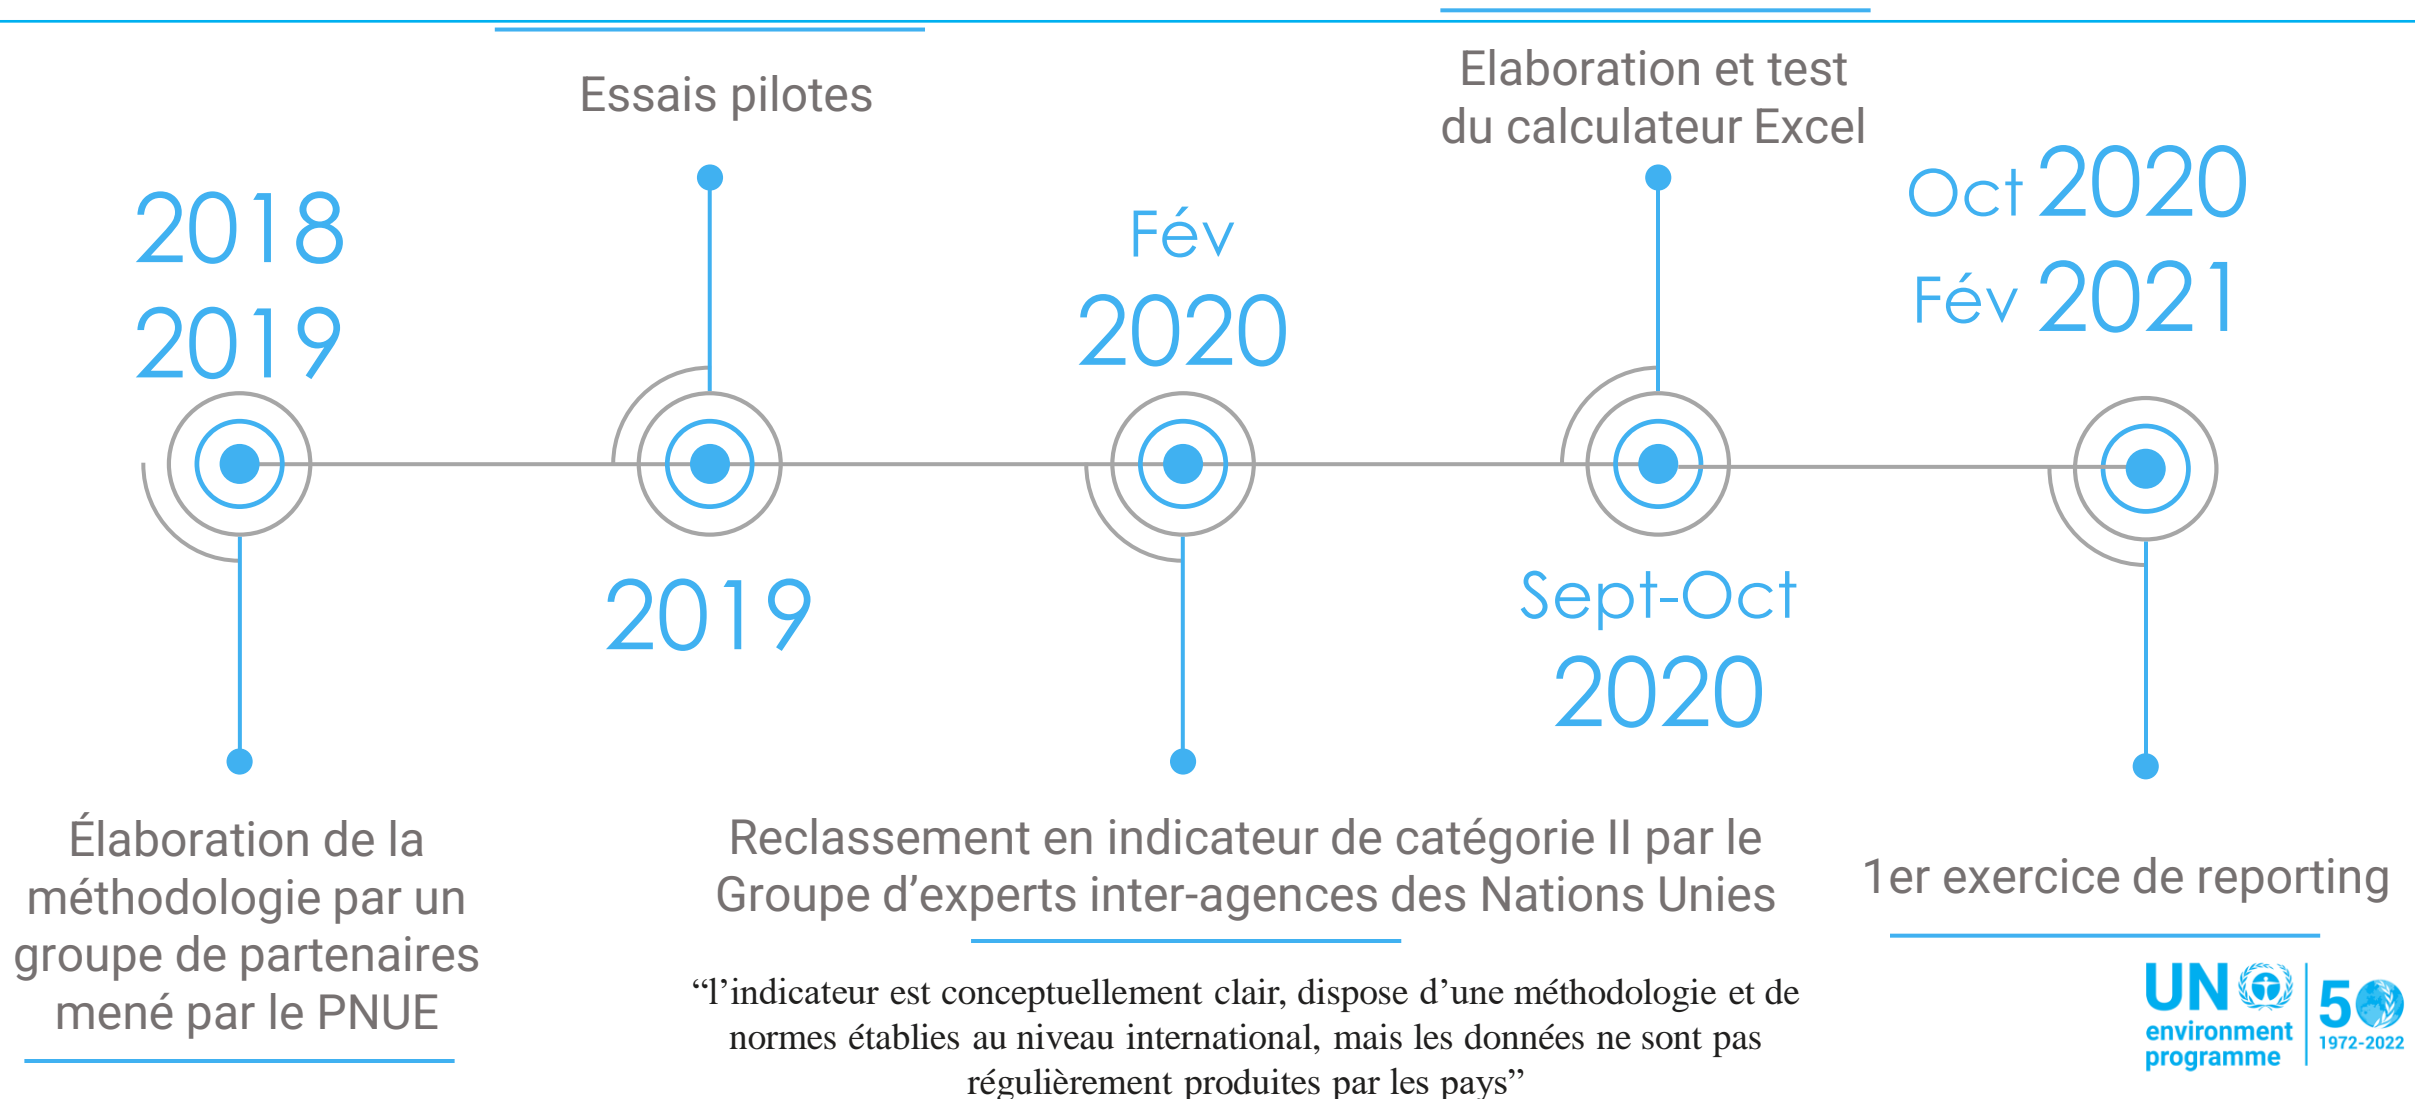 Essais pilotes
Elaboration et test
du calculateur Excel
2018
2019
Fév
2020
Oct 2020
Fév 2021
2019
Sept-Oct
2020
Élaboration de la
méthodologie par un
groupe de partenaires
mené par le PNUE
Reclassement en indicateur de catégorie II par le
Groupe d’experts inter-agences des Nations Unies
“l’indicateur est conceptuellement clair, dispose d’une méthodologie et de
normes établies au niveau international, mais les données ne sont pas
régulièrement produites par les pays”
1er exercice de reporting
UN
environment
programme
50
1972-2022